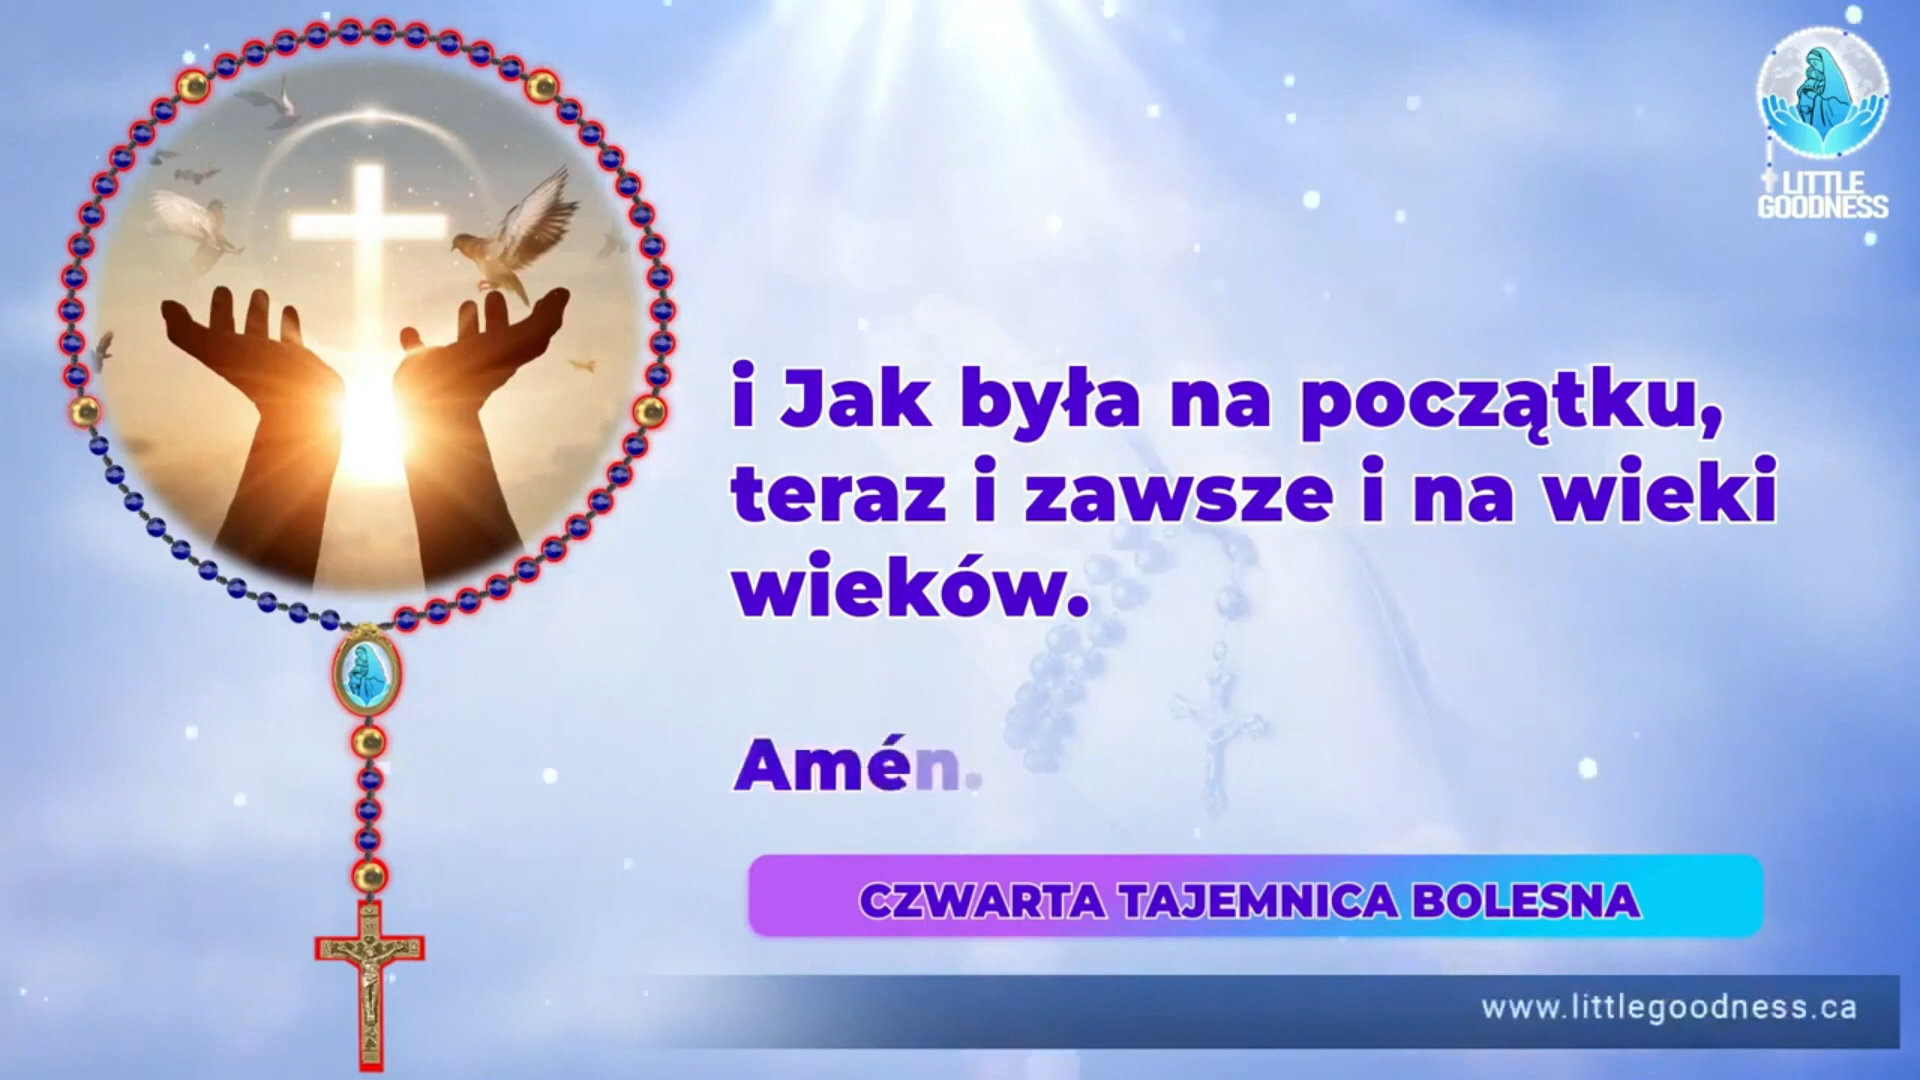 LITTLE
GOODNESS
i Jak była na początku,
teraz i zawsze i na wieki
wieków.
Amén.
CZWARTA TAJEMNICA BOLESNA
www.littlegoodness.ca